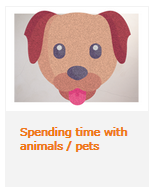 Spending time with
animals / pets